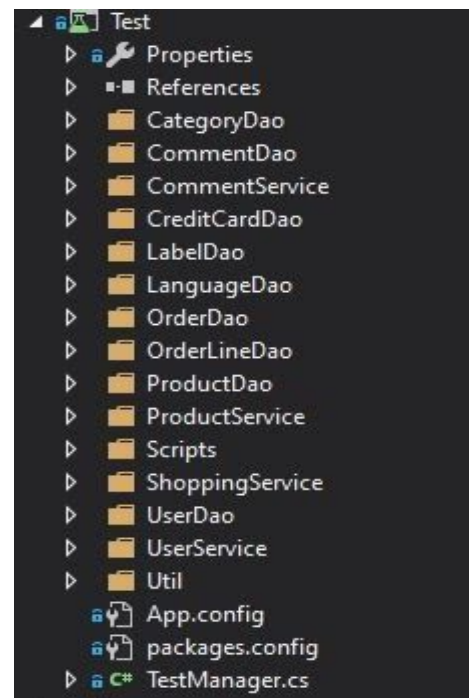 Test
Properties
References
CategoryDao
CommentDao
CommentService
CreditCardDao
LabelDao
LanguageDao
OrderDao
OrderLineDao
ProductDao
ProductService
Scripts
ShoppingService
UserDao
UserService
Util
App.config
packages.config
C# TestManager.cs